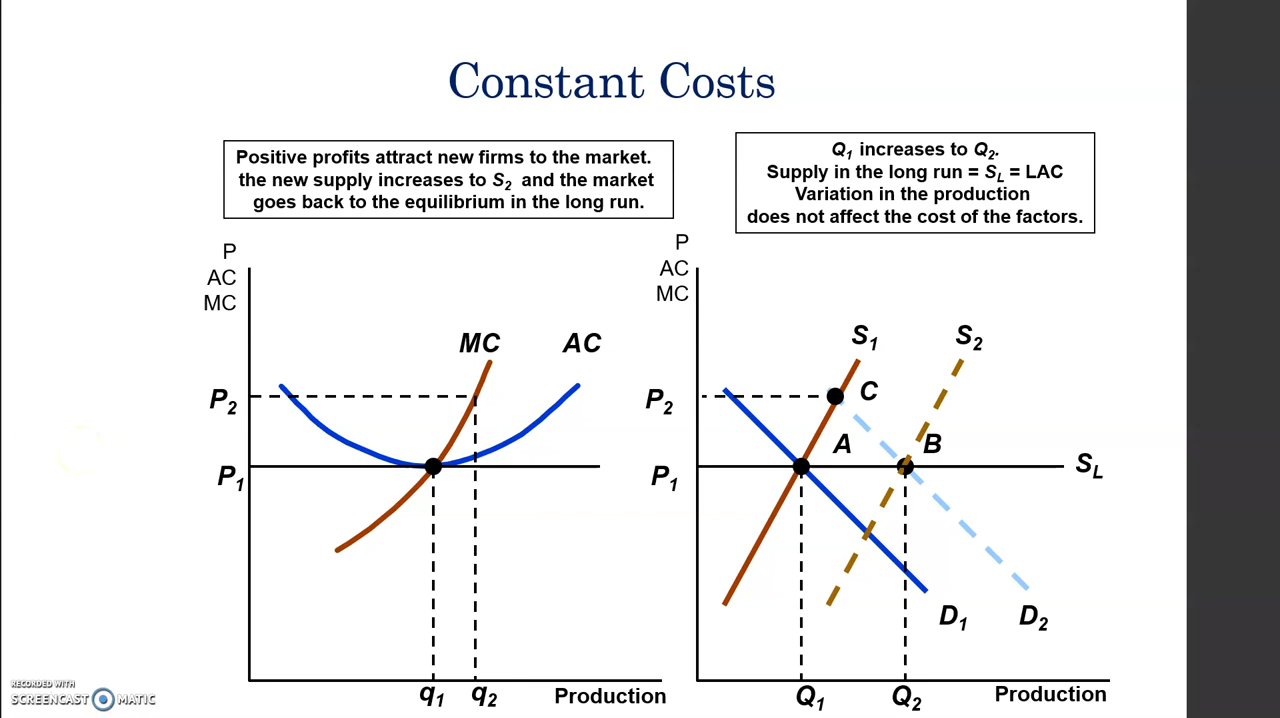 Constant Costs
Positive profits attract new firms to the market.
the new supply increases to S2 and the market
goes back to the equilibrium in the long run.
Q1 increases to Q2.
Supply in the long run = SL = LAC
Variation in the production
does not affect the cost of the factors.
P
AC
MC
MC
AC
P2
P1
q1
q2
Production
P
AC
MC
S1
S2
P2
C
A
B
P1
SL
D1
D2
Q1
Q2
Production
RECORDED WITH
SCREENCAST MATIC